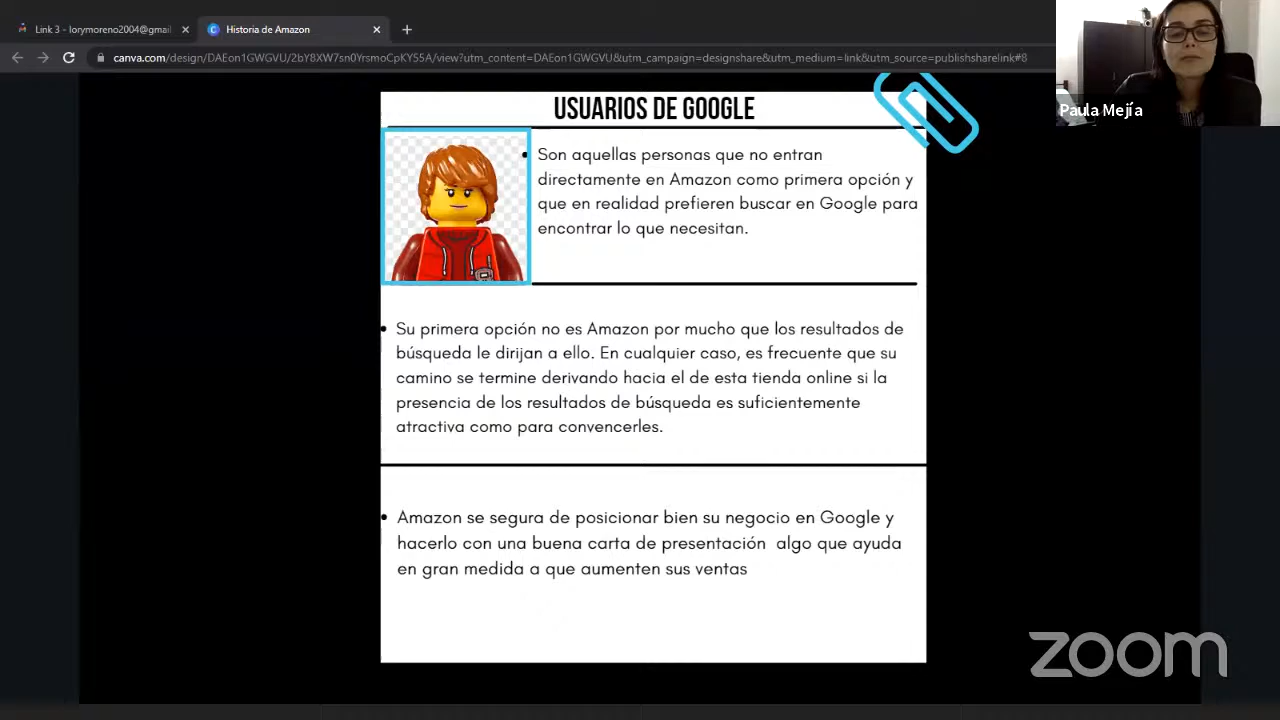 Link 3 - lorymoreno2004@gmai
Historia de Amazon
canva.com/design/DAEon1GWGVU/2bY8XW7sn0YrsmoCpKY55A/view?utm_content=DAEon1GWGVU&utm_campaign=designshare&utm_medium=link&utm_source=publishsharelink#8
Paula Mejía
USUARIOS DE GOOGLE
Son aquellas personas que no entran
directamente en Amazon como primera opción y
que en realidad prefieren buscar en Google para
encontrar lo que necesitan.
Su primera opción no es Amazon por mucho que los resultados de
búsqueda le dirijan a ello. En cualquier caso, es frecuente que su
camino se termine derivando hacia el de esta tienda online si la
presencia de los resultados de búsqueda es suficientemente
atractiva como para convencerles.
Amazon se segura de posicionar bien su negocio en Google y
hacerlo con una buena carta de presentación algo que ayuda
en gran medida a que aumenten sus ventas
zoom